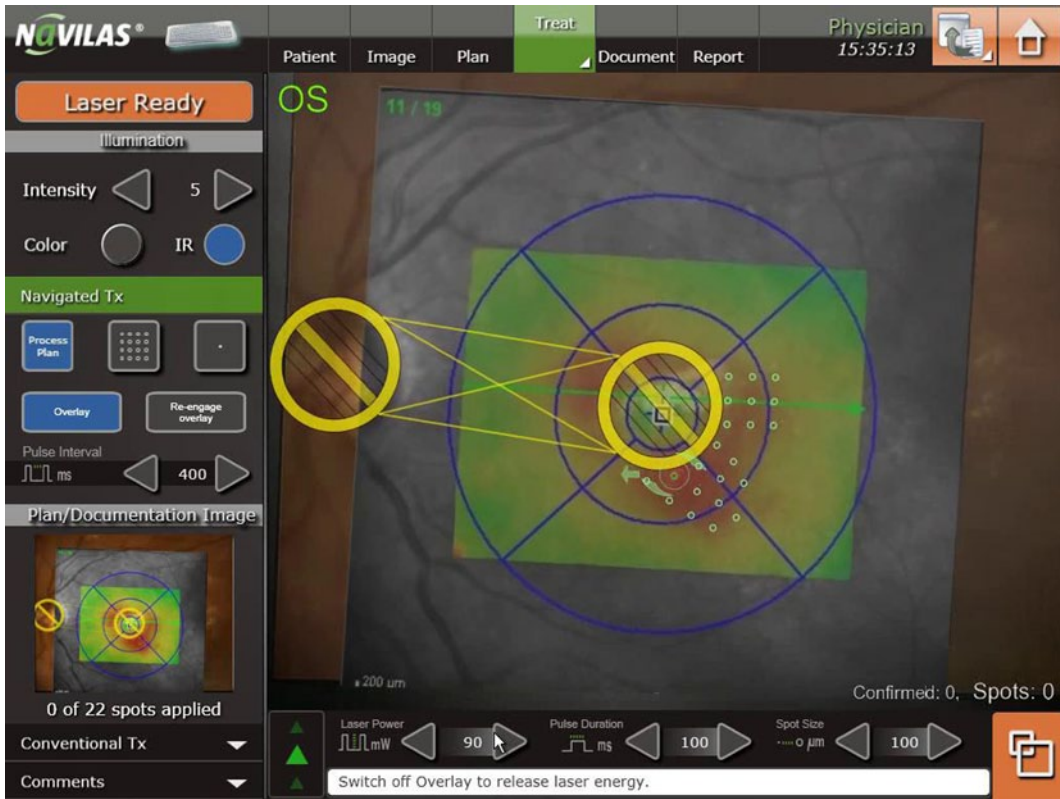 NAVILAS®
Patient
Image
Plan
Treat
Document
Report
Physician
15:35:13
Laser Ready
Illumination
Intensity
5
Color
IR
Navigated Tx
Process
Plan
Overlay
Re-engage
overlay
Pulse Interval
ms
400
Plan/Documentation Image
0 of 22 spots applied
Conventional Tx
Comments
OS
11 / 19
200 µm
Confirmed: 0, Spots: 0
Laser Power
mW
90
Pulse Duration
ms
100
Spot Size
µm
100
Switch off Overlay to release laser energy.